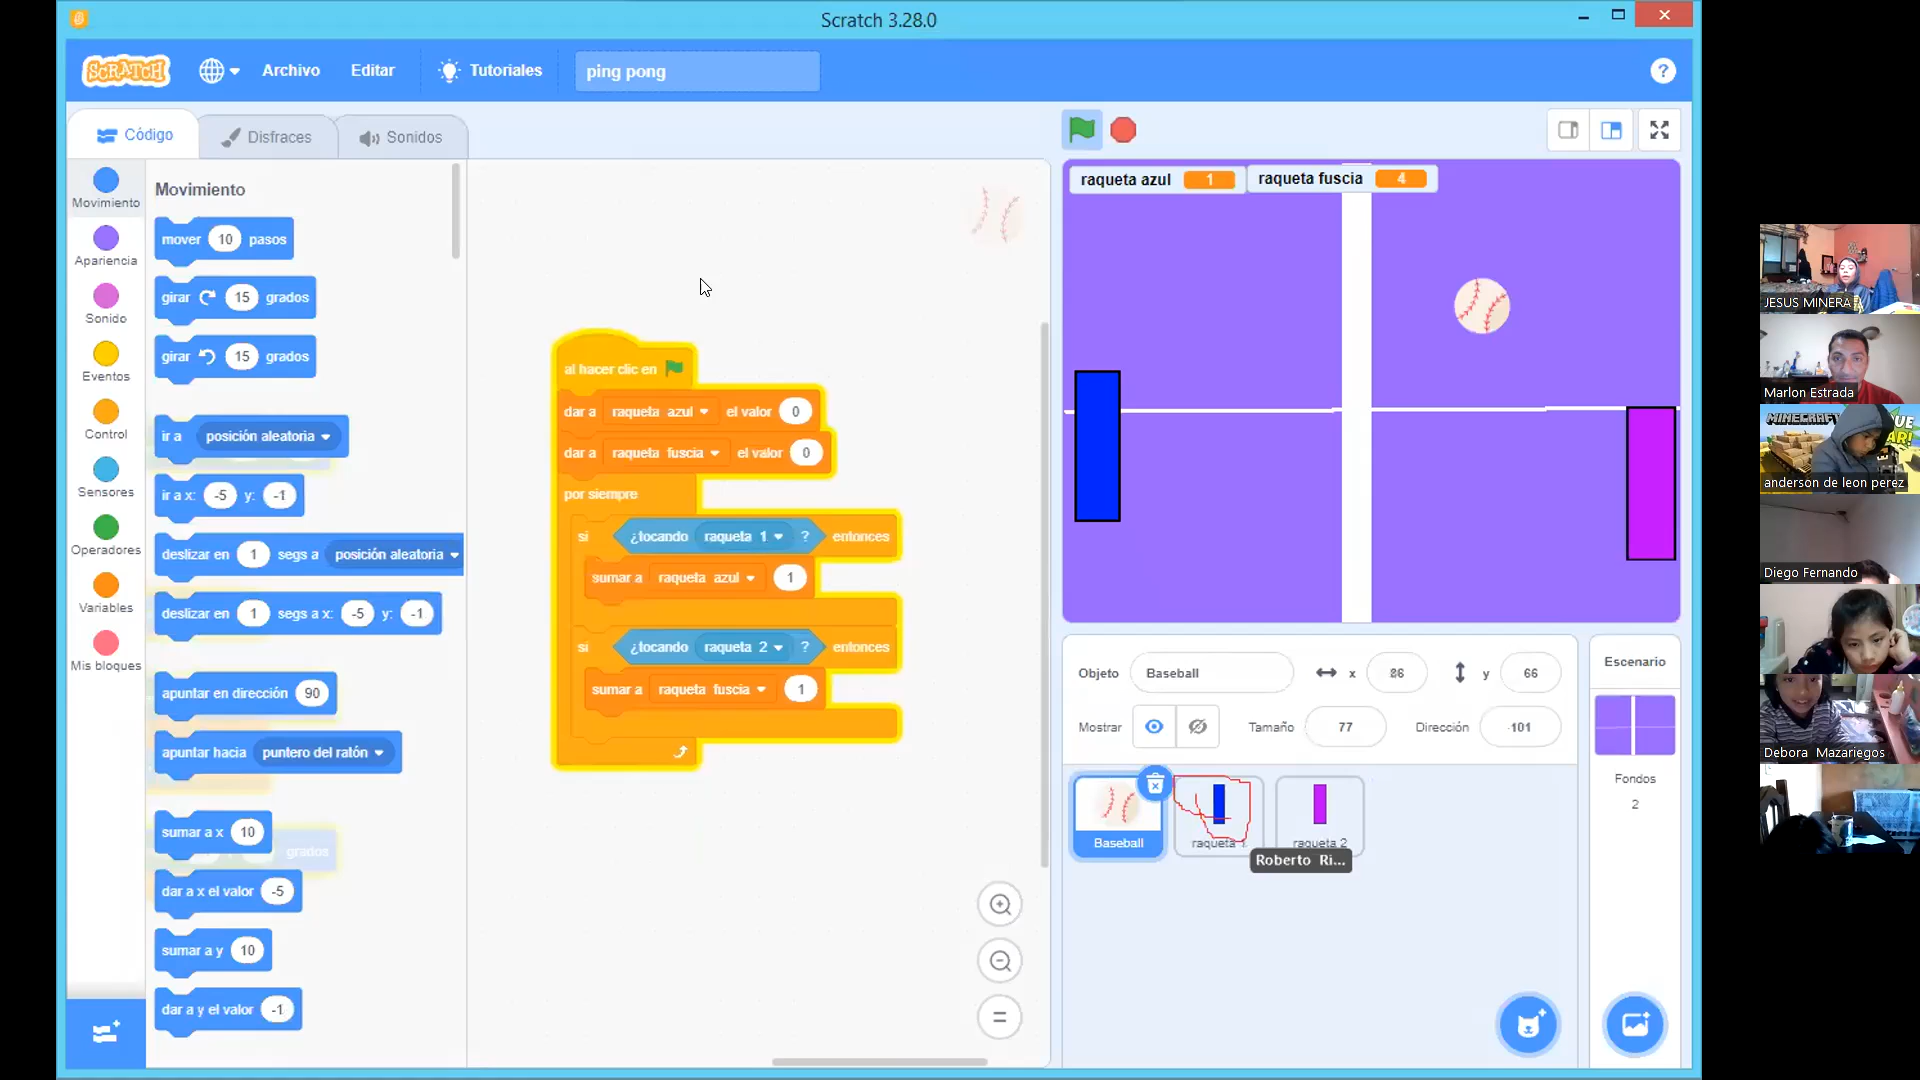 Scratch 3.28.0
SCRATCH
Archivo
Editar
Tutoriales
ping pong
?
Código
Disfraces
Sonidos
Movimiento
Apariencia
Sonido
Eventos
Control
Sensores
Operadores
Variables
Mis bloques
Movimiento
mover 10 pasos
girar 15 grados
girar 15 grados
ir a posición aleatoria
ir a x: -5 y: -1
deslizar en 1 segs a posición aleatoria
deslizar en 1 segs a x: -5 y: -1
apuntar en dirección 90
apuntar hacia puntero del ratón
sumar a x 10
grados
dar a x el valor -5
sumar a y 10
dar a y el valor -1
al hacer clic en
dar a raqueta azul el valor 0
dar a raqueta fuscia el valor 0
por siempre
si ¿tocando raqueta 1 ? entonces
sumar a raqueta azul 1
si ¿tocando raqueta 2 ? entonces
sumar a raqueta fuscia 1
raqueta azul 1
raqueta fuscia 4
Objeto Baseball x 86 y 66
Mostrar Tamaño 77 Dirección -101
Baseball
raqueta 1
raqueta 2
Roberto Ri...
Escenario
Fondos
2
JESUS MINERA
Marlon Estrada
MINECRAFT
anderson de leon perez
Diego Fernando
Debora Mazariegos